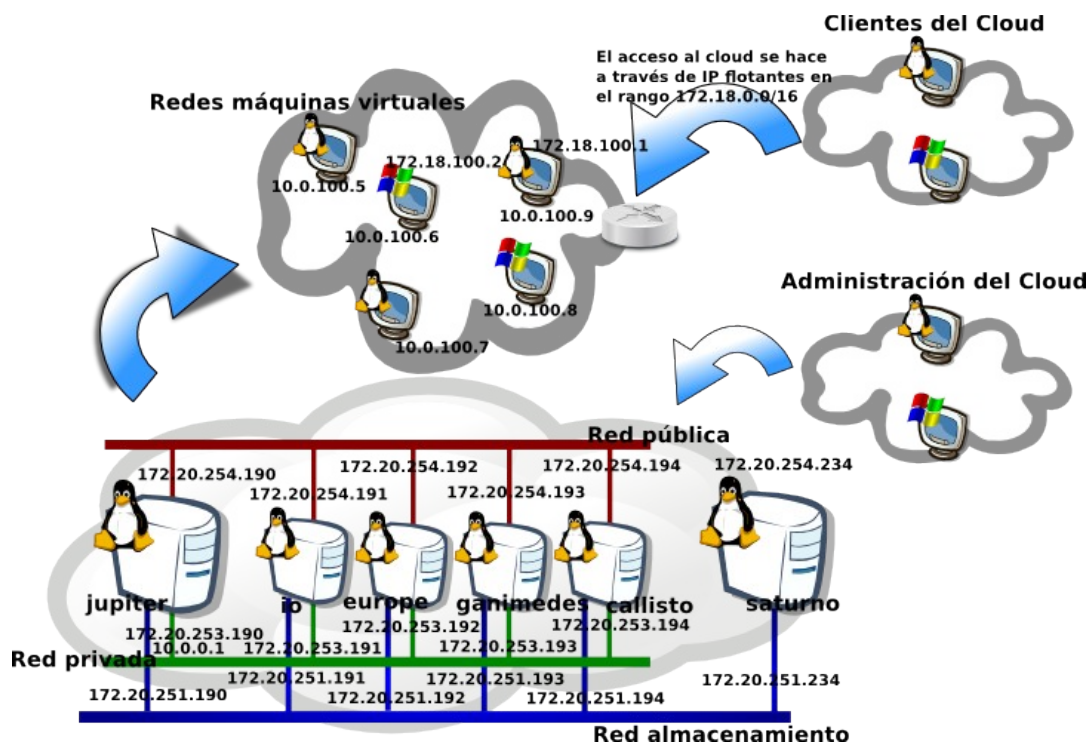 Clientes del Cloud
El acceso al cloud se hace
a través de IP flotantes en
el rango 172.18.0.0/16
Redes máquinas virtuales
172.18.100.1
172.18.100.2
10.0.100.5
10.0.100.9
10.0.100.6
10.0.100.8
10.0.100.7
Administración del Cloud
Red pública
172.20.254.190
172.20.254.192
172.20.254.194
172.20.254.234
172.20.254.191
172.20.254.193
jupiter
io
europe
ganimedes
callisto
saturno
172.20.253.190
10.0.0.1
172.20.253.192
172.20.253.194
172.20.253.191
172.20.253.193
Red privada
172.20.251.190
172.20.251.191
172.20.251.192
172.20.251.193
172.20.251.194
172.20.251.234
Red almacenamiento